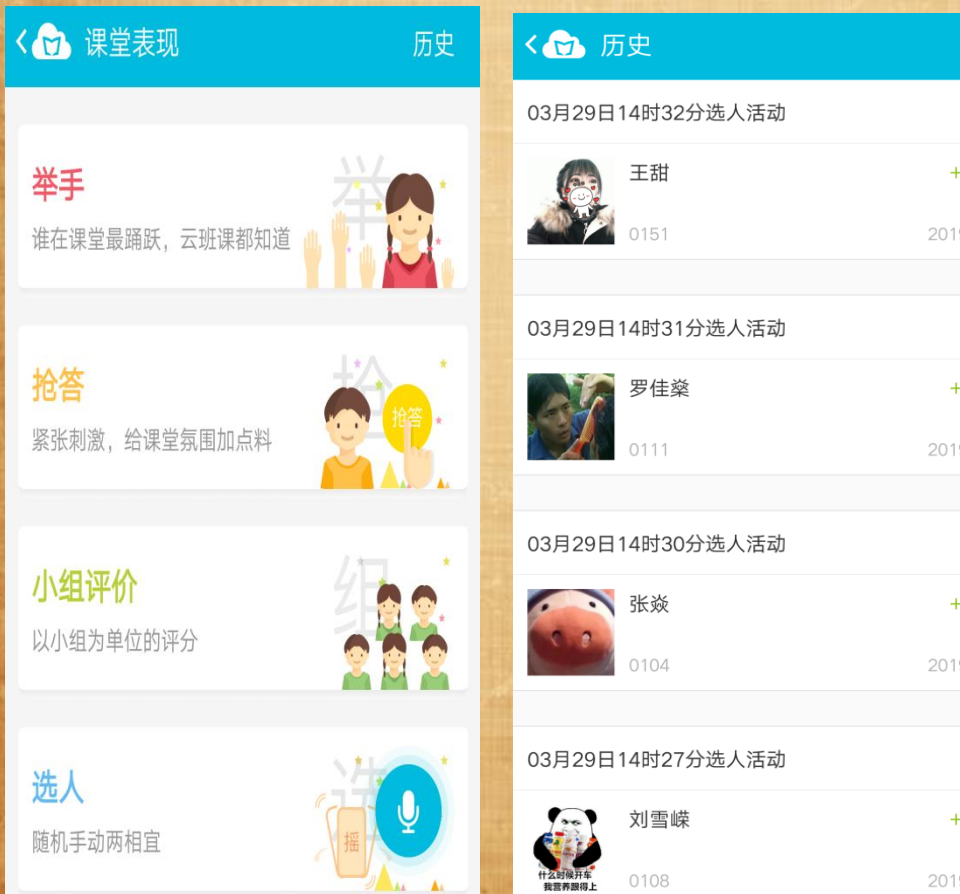 课堂表现
历史
举手
举
谁在课堂最踊跃，云班课都知道
抢答
抢
抢答
紧张刺激，给课堂氛围加点料
小组评价
组
以小组为单位的评分
选人
选
摇
随机手动两相宜
历史
03月29日14时32分选人活动
王甜
+
0151
2019
03月29日14时31分选人活动
罗佳燊
+
0111
2019
03月29日14时30分选人活动
张焱
+
0104
2019
03月29日14时27分选人活动
刘雪嵘
+
什么时候开车
我营养跟得上
0108
2019